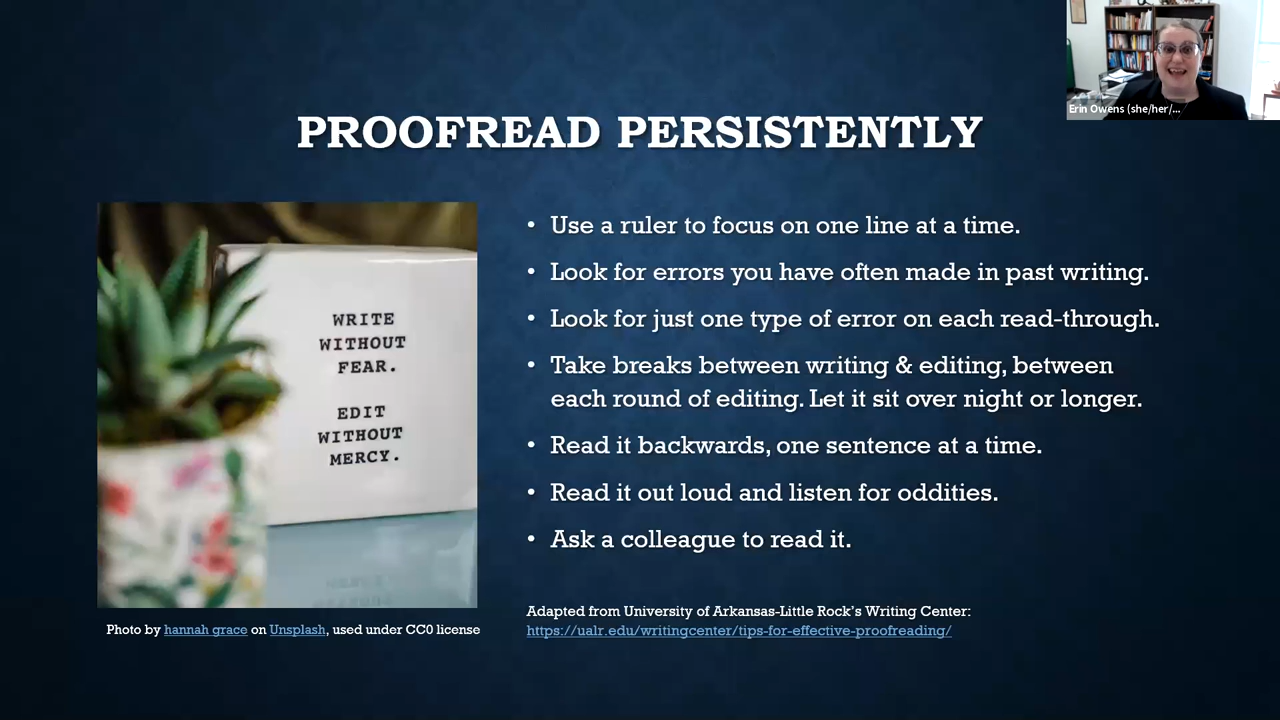 Erin Owens (she/her/...
PROOFREAD PERSISTENTLY
WRITE
WITHOUT
FEAR.
EDIT
WITHOUT
MERCY.
Photo by hannah grace on Unsplash, used under CC0 license
• Use a ruler to focus on one line at a time.
• Look for errors you have often made in past writing.
• Look for just one type of error on each read-through.
• Take breaks between writing & editing, between
each round of editing. Let it sit over night or longer.
• Read it backwards, one sentence at a time.
• Read it out loud and listen for oddities.
• Ask a colleague to read it.
Adapted from University of Arkansas-Little Rock’s Writing Center:
https://ualr.edu/writingcenter/tips-for-effective-proofreading/